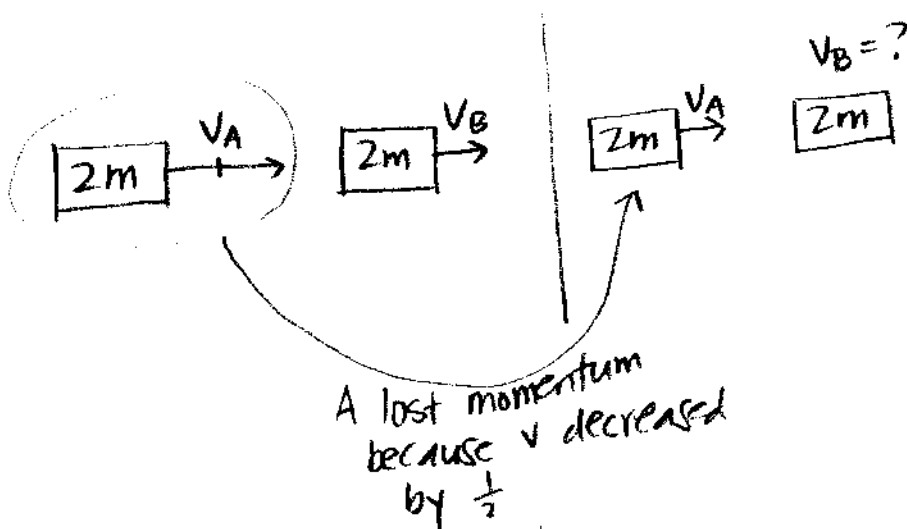 V_B = ?
V_A
V_B
V_A
2m
2m
2m
2m
A lost momentum
because v decreased
by 1/2